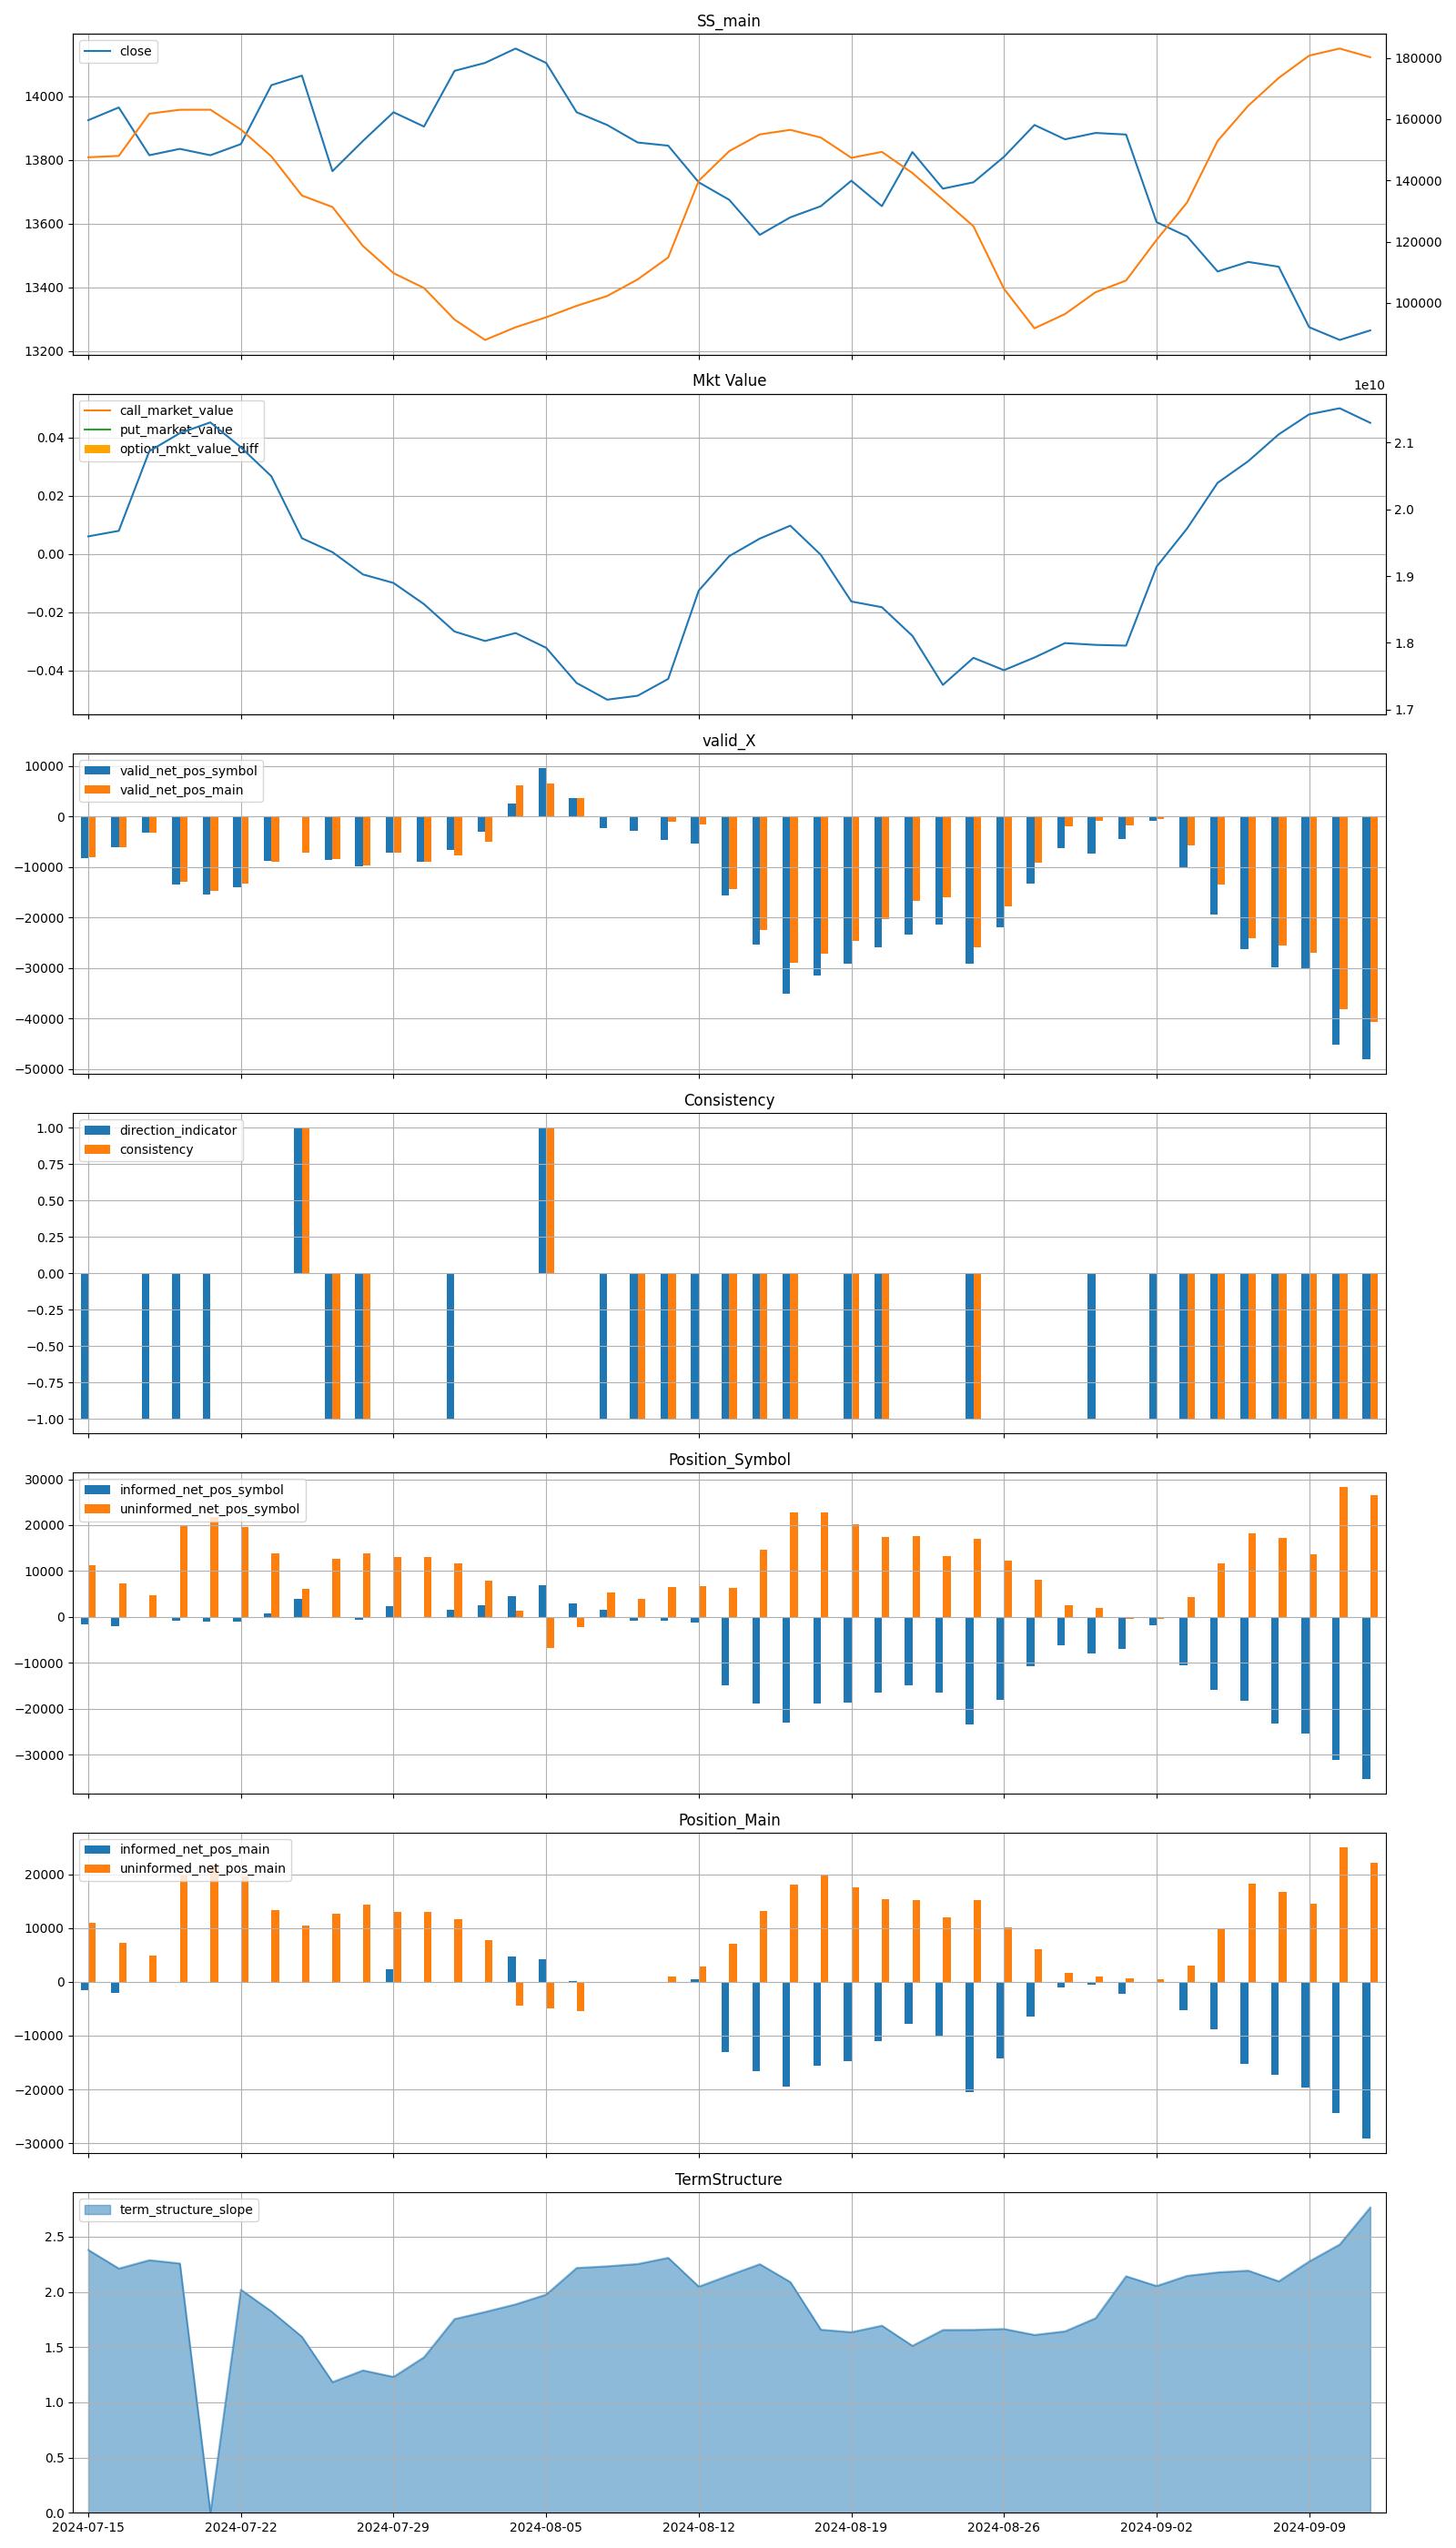 SS_main
close
14000
13800
13600
13400
13200
180000
160000
140000
120000
100000
Mkt Value
1e10
call_market_value
put_market_value
option_mkt_value_diff
0.04
0.02
0.00
−0.02
−0.04
2.1
2.0
1.9
1.8
1.7
valid_X
valid_net_pos_symbol
valid_net_pos_main
10000
0
−10000
−20000
−30000
−40000
−50000
Consistency
direction_indicator
consistency
1.00
0.75
0.50
0.25
0.00
−0.25
−0.50
−0.75
−1.00
Position_Symbol
informed_net_pos_symbol
uninformed_net_pos_symbol
30000
20000
10000
0
−10000
−20000
−30000
Position_Main
informed_net_pos_main
uninformed_net_pos_main
20000
10000
0
−10000
−20000
−30000
TermStructure
term_structure_slope
2.5
2.0
1.5
1.0
0.5
0.0
2024-07-15 2024-07-22 2024-07-29 2024-08-05 2024-08-12 2024-08-19 2024-08-26 2024-09-02 2024-09-09